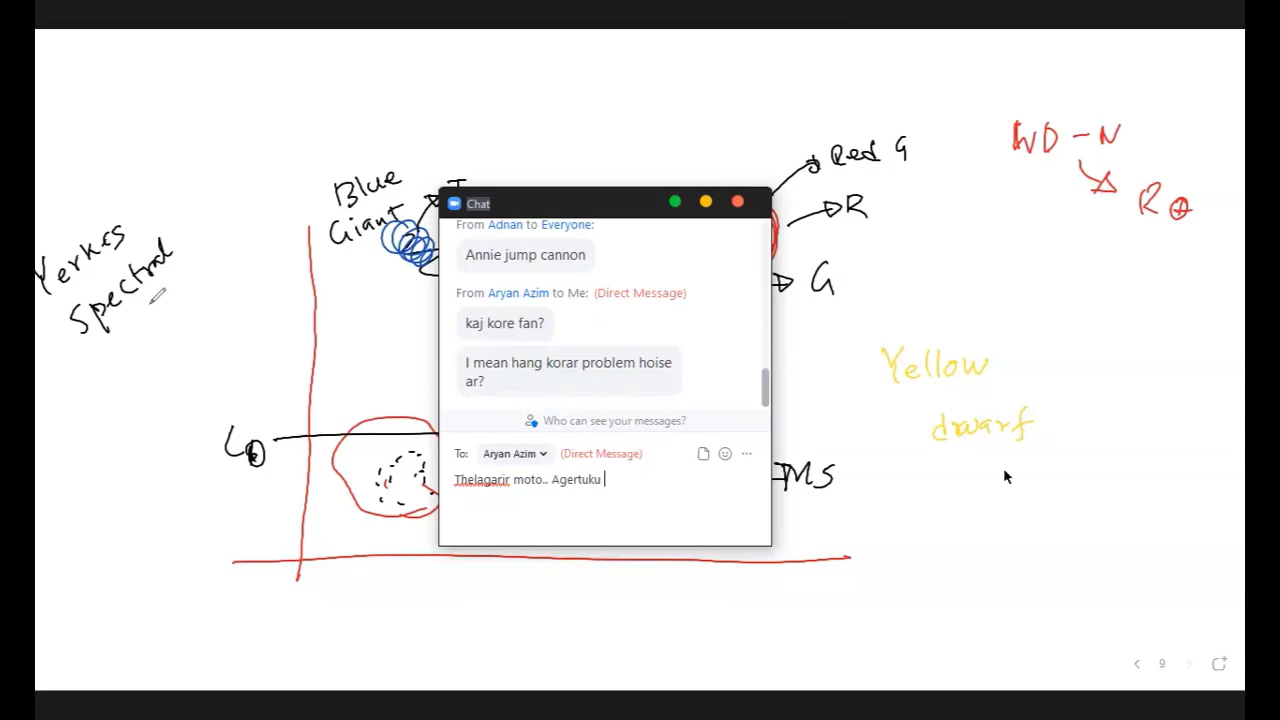 WD - N
Red G
Blue
I
Giant
R
R⊕
Yerkes
Spectral
G
Yellow
dwarf
L⊙
MS
Chat
From Adnan to Everyone:
Annie jump cannon
From Aryan Azim to Me: (Direct Message)
kaj kore fan?
I mean hang korar problem hoise
ar?
Who can see your messages?
To: Aryan Azim (Direct Message)
Thelagarir moto.. Agertuku
9